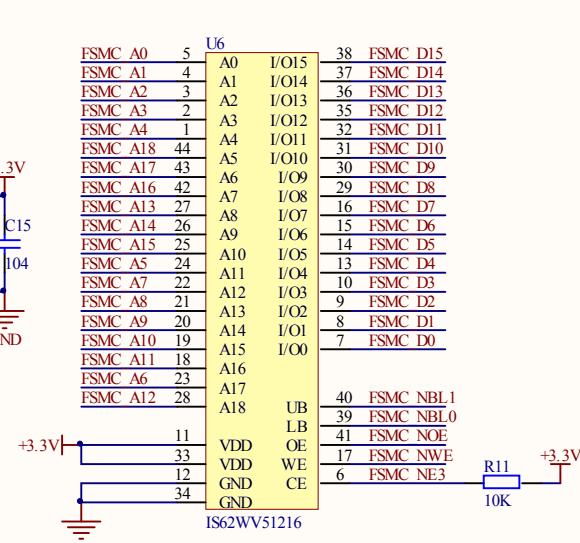 U6
FSMC_A0 5 A0 I/O15 38 FSMC_D15
FSMC_A1 4 A1 I/O14 37 FSMC_D14
FSMC_A2 3 A2 I/O13 36 FSMC_D13
FSMC_A3 2 A3 I/O12 35 FSMC_D12
FSMC_A4 1 A4 I/O11 32 FSMC_D11
FSMC_A18 44 A5 I/O10 31 FSMC_D10
.3V FSMC_A17 43 A6 I/O9 30 FSMC_D9
FSMC_A16 42 A7 I/O8 29 FSMC_D8
FSMC_A13 27 A8 I/O7 16 FSMC_D7
C15 FSMC_A14 26 A9 I/O6 15 FSMC_D6
FSMC_A15 25 A10 I/O5 14 FSMC_D5
104 FSMC_A5 24 A11 I/O4 13 FSMC_D4
FSMC_A7 22 A12 I/O3 10 FSMC_D3
FSMC_A8 21 A13 I/O2 9 FSMC_D2
FSMC_A9 20 A14 I/O1 8 FSMC_D1
ND FSMC_A10 19 A15 I/O0 7 FSMC_D0
FSMC_A11 18 A16
FSMC_A6 23 A17
FSMC_A12 28 A18 UB 40 FSMC_NBL1
LB 39 FSMC_NBL0
+3.3V 11 VDD OE 41 FSMC_NOE
33 VDD WE 17 FSMC_NWE +3.3V
12 GND CE 6 FSMC_NE3 R11
34 GND 10K
IS62WV51216